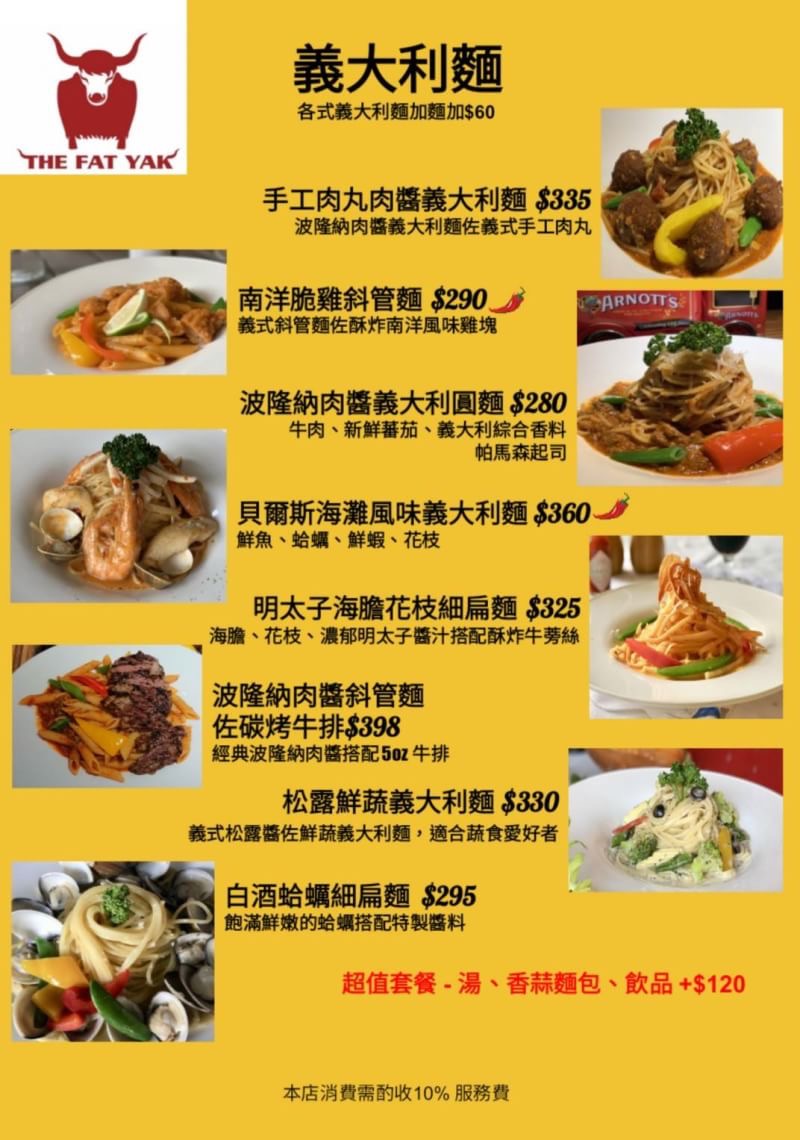 THE FAT YAK
義大利麵
各式義大利麵加麵加$60
手工肉丸肉醬義大利麵 $335
波隆納肉醬義大利麵佐義式手工肉丸
南洋脆雞斜管麵 $290
義式斜管麵佐酥炸南洋風味雞塊
ARNOTT'S
波隆納肉醬義大利圓麵 $280
牛肉、新鮮蕃茄、義大利綜合香料
帕馬森起司
貝爾斯海灘風味義大利麵 $360
鮮魚、蛤蠣、鮮蝦、花枝
明太子海膽花枝細扁麵 $325
海膽、花枝、濃郁明太子醬汁搭配酥炸牛蒡絲
波隆納肉醬斜管麵
佐碳烤牛排$398
經典波隆納肉醬搭配5oz 牛排
松露鮮蔬義大利麵 $330
義式松露醬佐鮮蔬義大利麵，適合蔬食愛好者
白酒蛤蠣細扁麵 $295
飽滿鮮嫩的蛤蠣搭配特製醬料
超值套餐 - 湯、香蒜麵包、飲品 +$120
本店消費需酌收10% 服務費